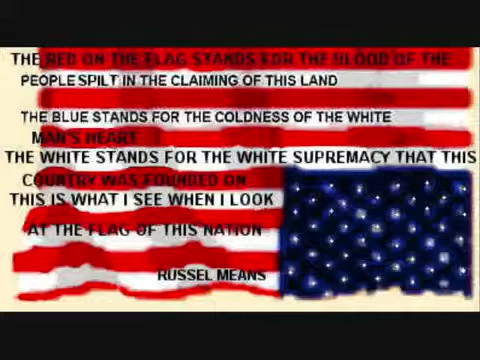 THE RED ON THE FLAG STANDS FOR THE BLOOD OF THE
PEOPLE SPILT IN THE CLAIMING OF THIS LAND
THE BLUE STANDS FOR THE COLDNESS OF THE WHITE
MAN'S HEART
THE WHITE STANDS FOR THE WHITE SUPREMACY THAT THIS
COUNTRY WAS FOUNDED ON
THIS IS WHAT I SEE WHEN I LOOK
AT THE FLAG OF THIS NATION
RUSSEL MEANS